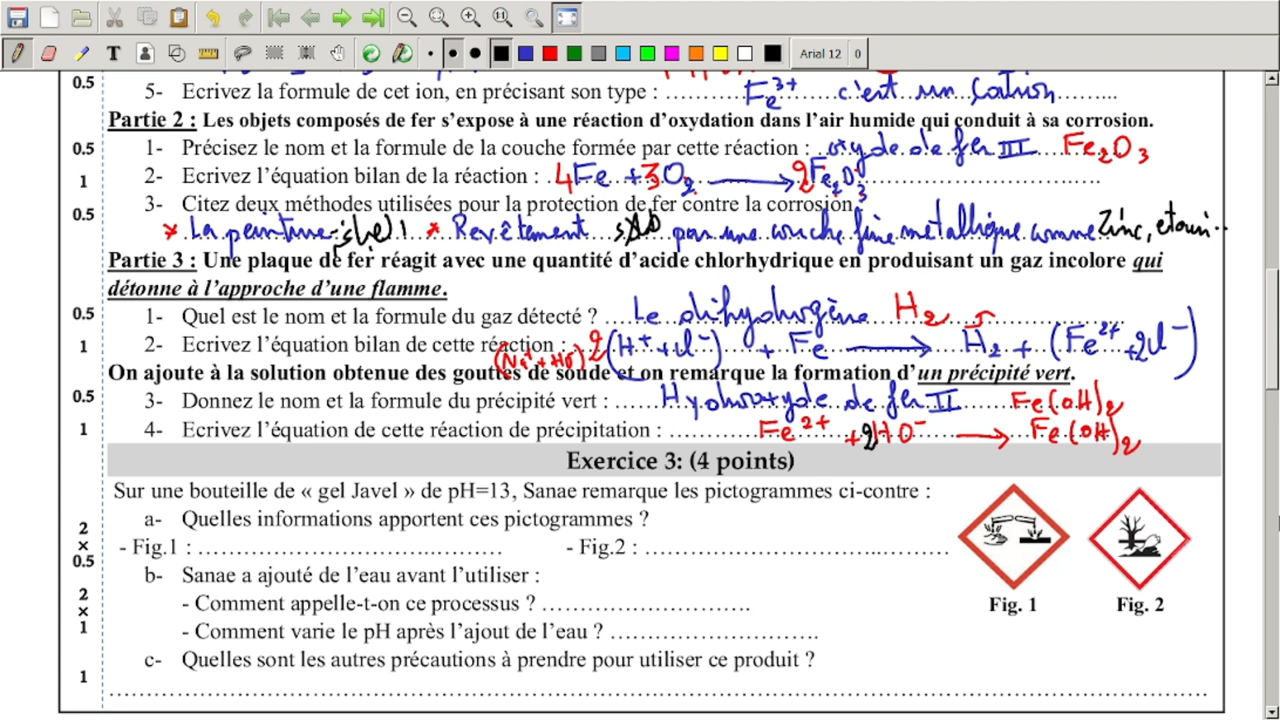 Arial 12 0
0.5 5- Ecrivez la formule de cet ion, en précisant son type : ……… Fe3+ c'est un Cation ………
Partie 2 : Les objets composés de fer s’expose à une réaction d’oxydation dans l’air humide qui conduit à sa corrosion.
0.5 1- Précisez le nom et la formule de la couche formée par cette réaction : oxyde de fer III Fe2O3
1 2- Ecrivez l’équation bilan de la réaction : 4Fe + 3O2 ⟶ 2Fe2O3 ………
0.5 3- Citez deux méthodes utilisées pour la protection de fer contre la corrosion
* La peinture * Revêtement par une couche fine métallique comme Zinc, etain..
Partie 3 : Une plaque de fer réagit avec une quantité d’acide chlorhydrique en produisant un gaz incolore qui
détonne à l’approche d’une flamme.
0.5 1- Quel est le nom et la formule du gaz détecté ? Le dihydrogène H2
1 2- Ecrivez l’équation bilan de cette réaction : 2(H+ + Cl-) + Fe ⟶ H2 + (Fe2+ + 2Cl-)
(Na+ + HO-)
On ajoute à la solution obtenue des gouttes de soude et on remarque la formation d’un précipité vert.
0.5 3- Donnez le nom et la formule du précipité vert : Hydroxyde de fer II Fe(OH)2
1 4- Ecrivez l’équation de cette réaction de précipitation : ……… Fe2+ + 2HO- ⟶ Fe(OH)2
Exercice 3: (4 points)
Sur une bouteille de « gel Javel » de pH=13, Sanae remarque les pictogrammes ci-contre :
a- Quelles informations apportent ces pictogrammes ?
2 × 0.5 - Fig.1 : ……………………………… - Fig.2 : ………………………………
b- Sanae a ajouté de l’eau avant l’utiliser :
2 × 1 - Comment appelle-t-on ce processus ? ……………………….
Fig. 1 Fig. 2
- Comment varie le pH après l’ajout de l’eau ? ……………………….
c- Quelles sont les autres précautions à prendre pour utiliser ce produit ?
1 ………………………………………………………………